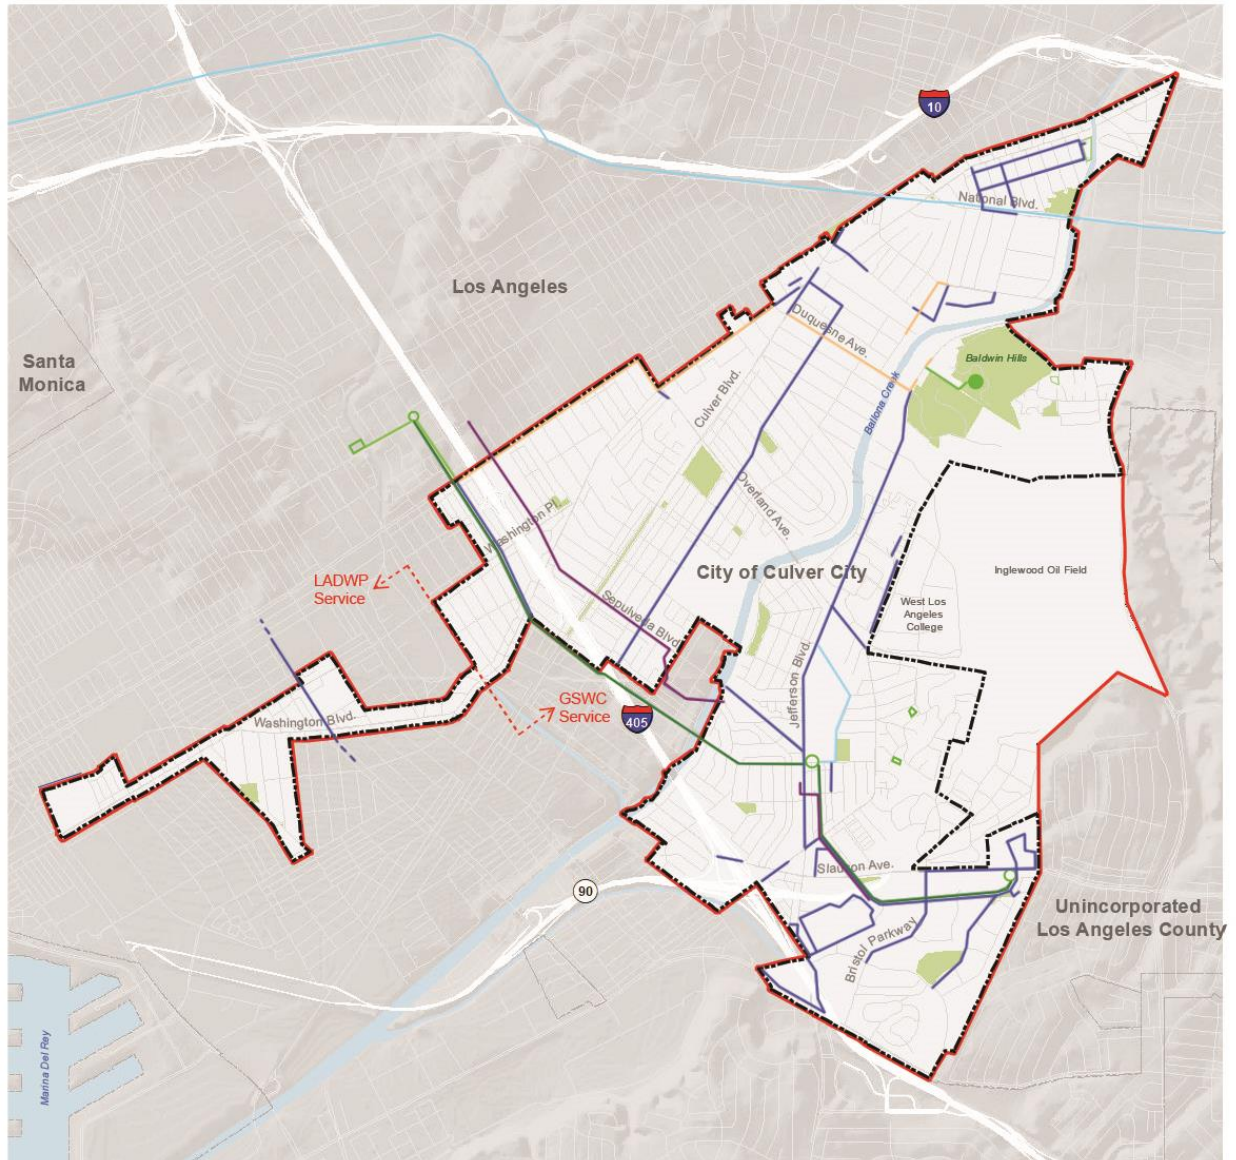 10
National Blvd.
Los Angeles
Santa
Monica
Duquesne Ave.
Baldwin Hills
Culver Blvd.
Ballona Creek
Overland Ave.
Washington Pl.
City of Culver City
Inglewood Oil Field
LADWP
Service
West Los
Angeles
College
Sepulveda Blvd.
Jefferson Blvd.
GSWC
Service
405
Washington Blvd.
Slauson Ave.
90
Unincorporated
Los Angeles County
Bristol Parkway
Marina Del Rey